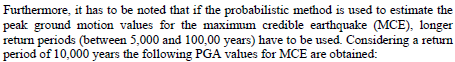 Furthermore, it has to be noted that if the probabilistic method is used to estimate the
peak ground motion values for the maximum credible earthquake (MCE), longer
return periods (between 5,000 and 100,00 years) have to be used. Considering a return
period of 10,000 years the following PGA values for MCE are obtained: